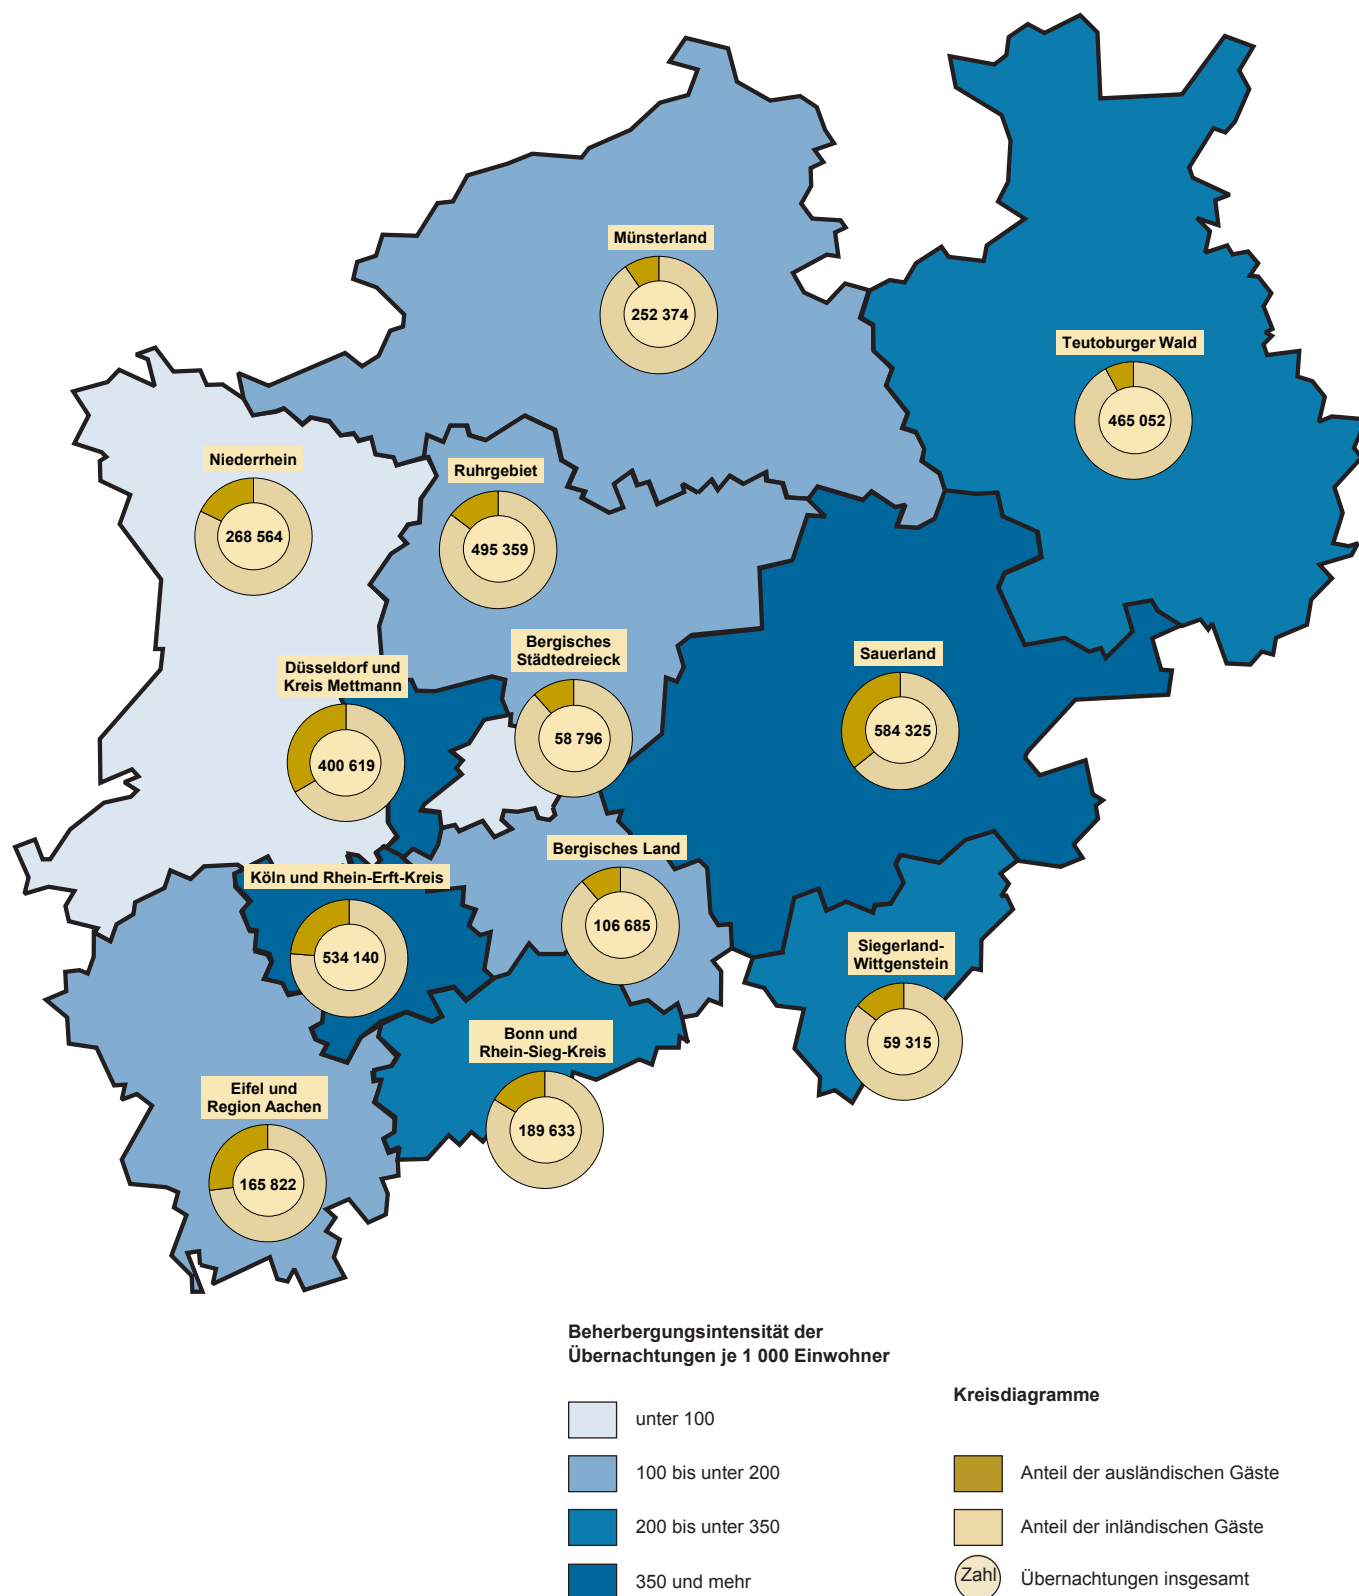 Münsterland
252 374
Teutoburger Wald
465 052
Niederrhein
268 564
Ruhrgebiet
495 359
Bergisches
Städtedreieck
58 796
Düsseldorf und
Kreis Mettmann
400 619
Sauerland
584 325
Bergisches Land
106 685
Köln und Rhein-Erft-Kreis
534 140
Siegerland-
Wittgenstein
59 315
Bonn und
Rhein-Sieg-Kreis
189 633
Eifel und
Region Aachen
165 822
Beherbergungsintensität der
Übernachtungen je 1 000 Einwohner
unter 100
100 bis unter 200
200 bis unter 350
350 und mehr
Kreisdiagramme
Anteil der ausländischen Gäste
Anteil der inländischen Gäste
Zahl Übernachtungen insgesamt